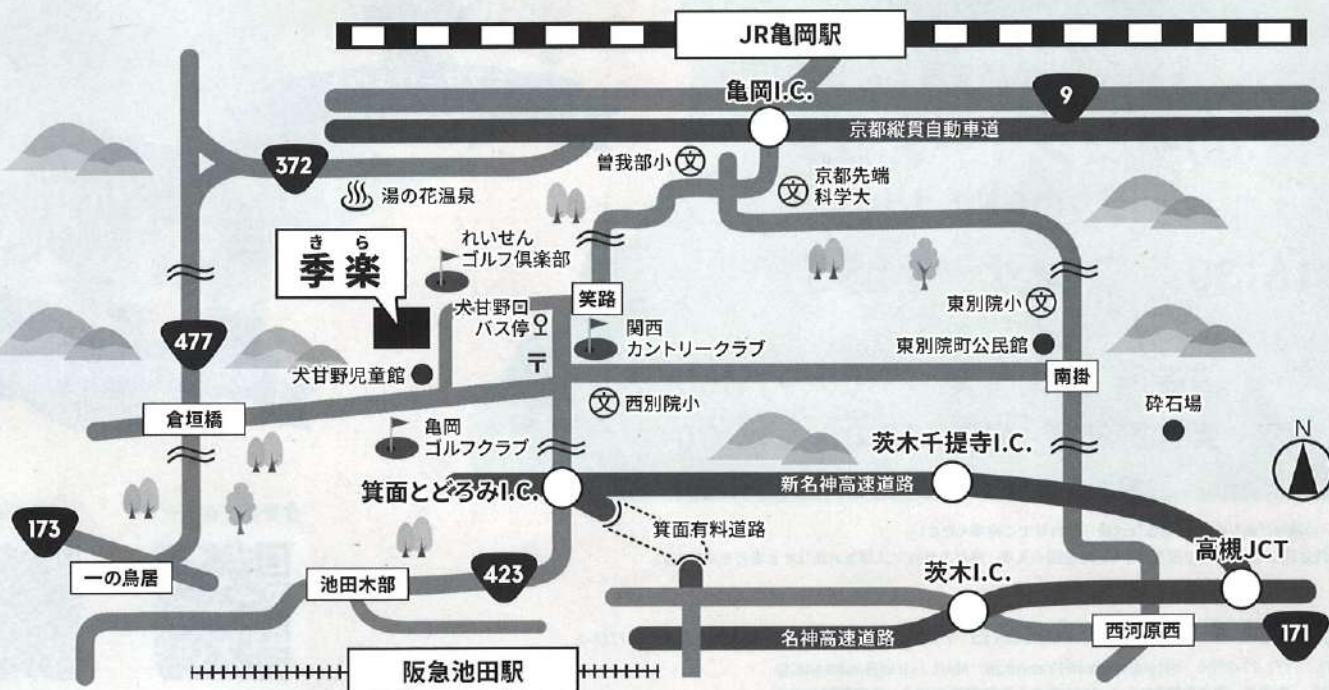 JR亀岡駅
亀岡I.C.
9
京都縦貫自動車道
372
曽我部小
文
文
京都先端
科学大
湯の花温泉
きら
季楽
れいせん
ゴルフ倶楽部
犬甘野口
バス停
〒
笑路
関西
カントリークラブ
東別院小
文
東別院町公民館
477
犬甘野児童館
南掛
倉垣橋
文
西別院小
砕石場
亀岡
ゴルフクラブ
茨木千提寺I.C.
N
箕面とどろみI.C.
新名神高速道路
173
箕面有料道路
高槻JCT
一の鳥居
池田木部
423
茨木I.C.
名神高速道路
西河原西
171
阪急池田駅